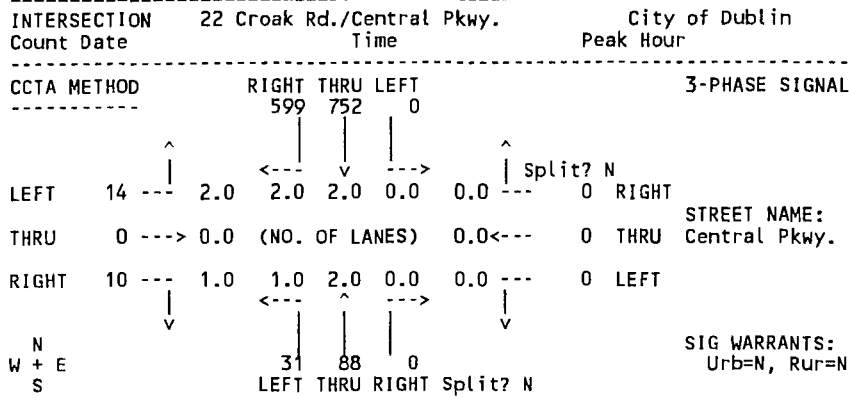 INTERSECTION 22 Croak Rd./Central Pkwy. City of Dublin
Count Date Time Peak Hour
CCTA METHOD RIGHT THRU LEFT 3-PHASE SIGNAL
----------- 599 752 0
^ | | | ^
| <--- v ---> | Split? N
LEFT 14 --- 2.0 2.0 2.0 0.0 0.0 --- 0 RIGHT
STREET NAME:
THRU 0 ---> 0.0 (NO. OF LANES) 0.0<--- 0 THRU Central Pkwy.
RIGHT 10 --- 1.0 1.0 2.0 0.0 0.0 --- 0 LEFT
| <--- ^ ---> |
v | | | v
N SIG WARRANTS:
W + E 31 88 0 Urb=N, Rur=N
S LEFT THRU RIGHT Split? N